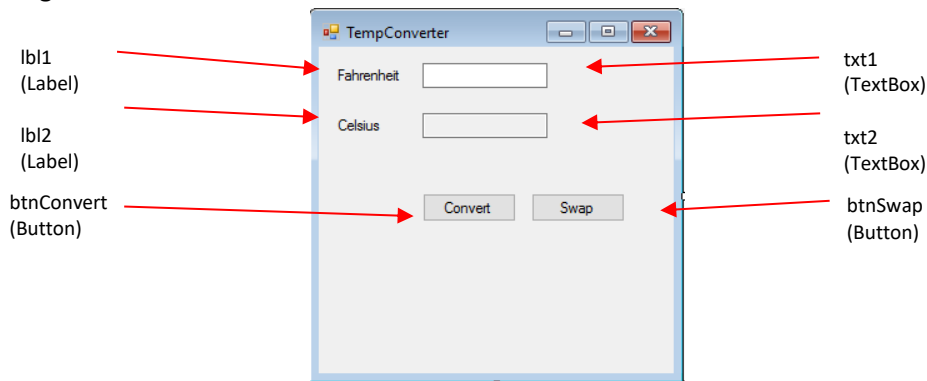 TempConverter
lbl1
(Label)
Fahrenheit
txt1
(TextBox)
Celsius
lbl2
(Label)
txt2
(TextBox)
btnConvert
(Button)
Convert
Swap
btnSwap
(Button)